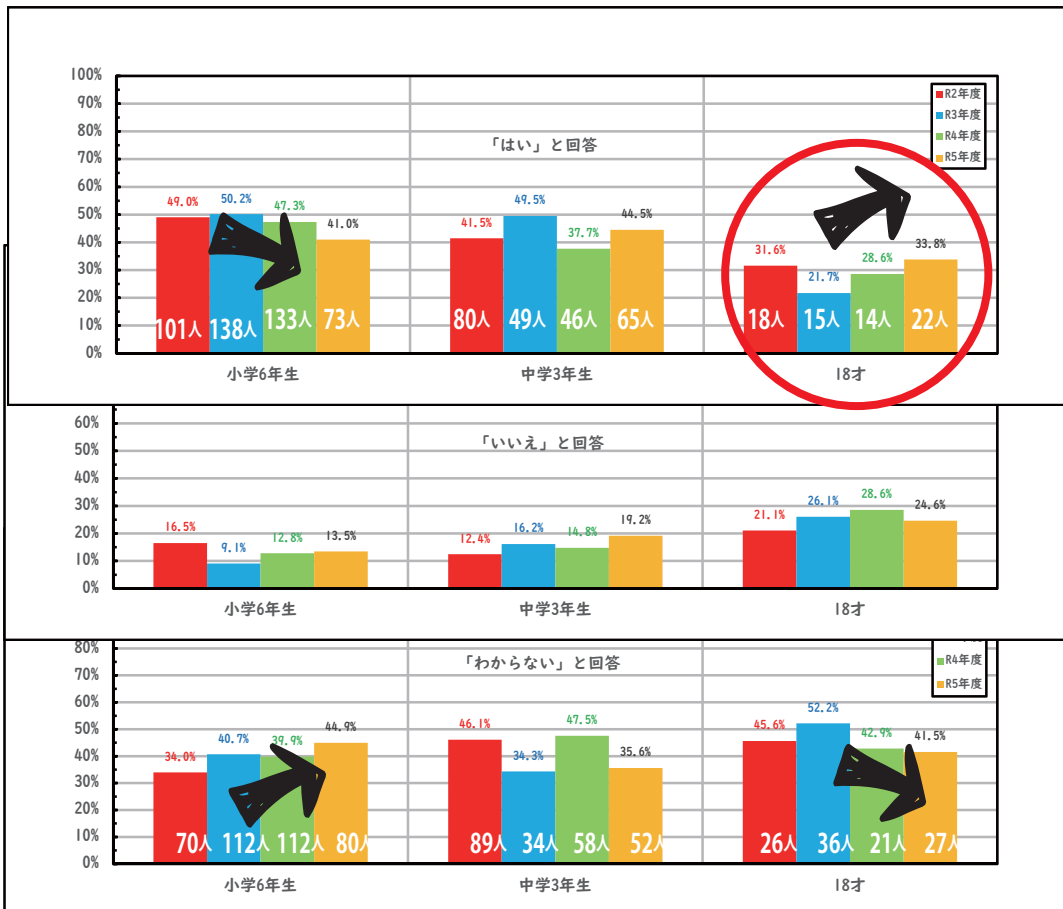 100%
90%
80%
70%
60%
50%
40%
30%
20%
10%
0%
R2年度
R3年度
R4年度
R5年度
「はい」と回答
49.0% 50.2% 47.3% 41.0%
41.5% 49.5% 37.7% 44.5%
31.6% 21.7% 28.6% 33.8%
101人 138人 133人 73人
80人 49人 46人 65人
18人 15人 14人 22人
小学6年生 中学3年生 18才
60%
50%
40%
30%
20%
10%
0%
「いいえ」と回答
16.5% 9.1% 12.8% 13.5%
12.4% 16.2% 14.8% 19.2%
21.1% 26.1% 28.6% 24.6%
小学6年生 中学3年生 18才
80%
70%
60%
50%
40%
30%
20%
10%
0%
R4年度
R5年度
「わからない」と回答
34.0% 40.7% 39.9% 44.9%
46.1% 34.3% 47.5% 35.6%
45.6% 52.2% 42.9% 41.5%
70人 112人 112人 80人
89人 34人 58人 52人
26人 36人 21人 27人
小学6年生 中学3年生 18才